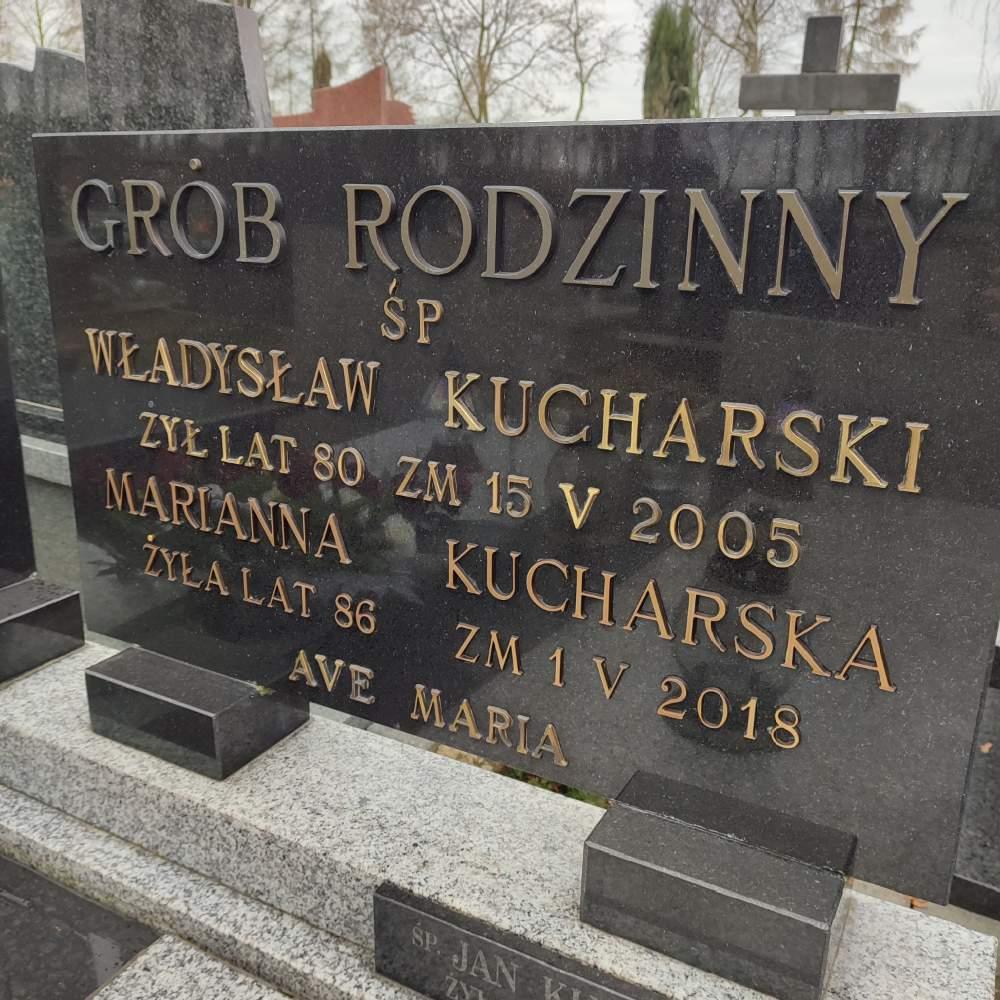 GRÓB RODZINNY
ŚP
WŁADYSŁAW KUCHARSKI
ŻYŁ LAT 80 ZM 15 V 2005
MARIANNA KUCHARSKA
ŻYŁA LAT 86 ZM 1 V 2018
AVE MARIA
ŚP. JAN